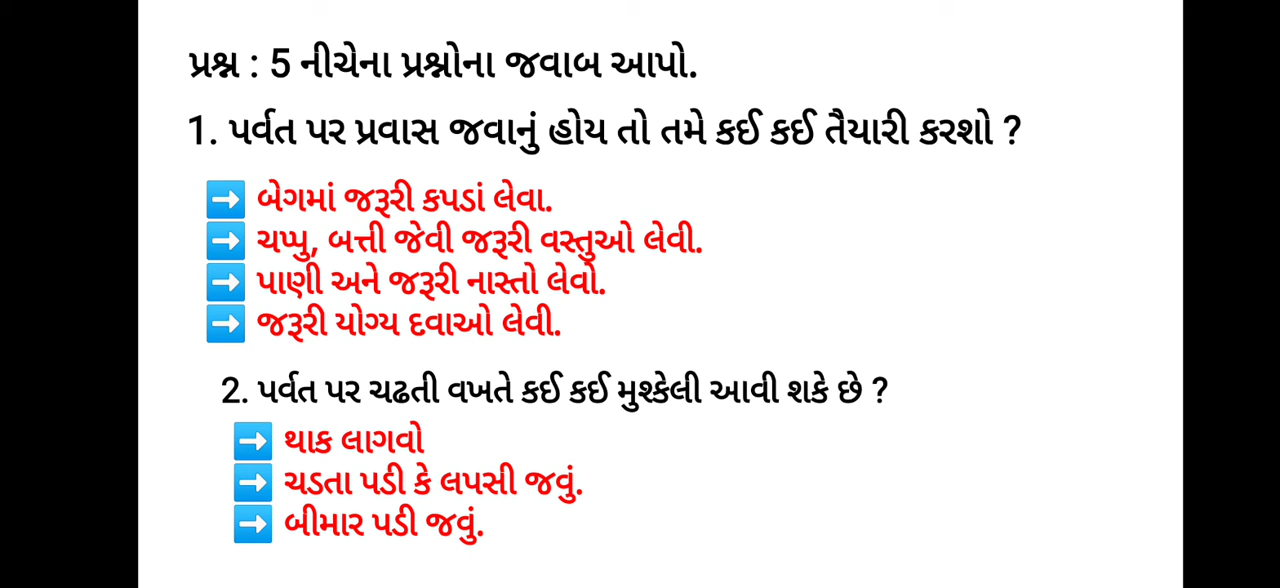 પ્રશ્ન : 5 નીચેના પ્રશ્નોના જવાબ આપો.
1. પર્વત પર પ્રવાસ જવાનું હોય તો તમે કઈ કઈ તૈયારી કરશો ?
➡ બેગમાં જરૂરી કપડાં લેવા.
➡ ચપ્પુ, બત્તી જેવી જરૂરી વસ્તુઓ લેવી.
➡ પાણી અને જરૂરી નાસ્તો લેવો.
➡ જરૂરી યોગ્ય દવાઓ લેવી.
2. પર્વત પર ચઢતી વખતે કઈ કઈ મુશ્કેલી આવી શકે છે ?
➡ થાક લાગવો
➡ ચડતા પડી કે લપસી જવું.
➡ બીમાર પડી જવું.